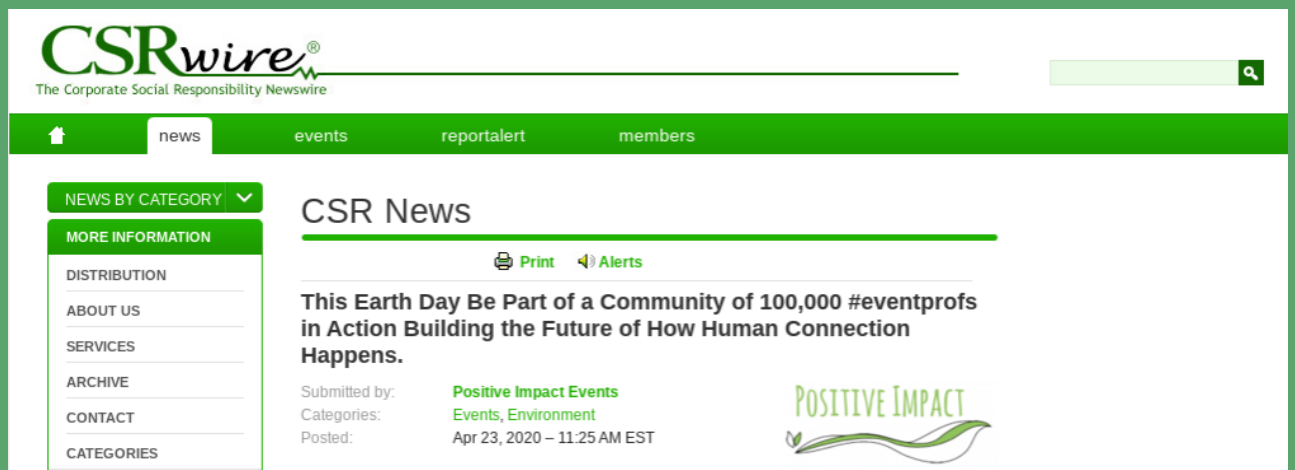 CSRwire®
The Corporate Social Responsibility Newswire
news
events
reportalert
members
NEWS BY CATEGORY
MORE INFORMATION
DISTRIBUTION
ABOUT US
SERVICES
ARCHIVE
CONTACT
CATEGORIES
CSR News
Print
Alerts
This Earth Day Be Part of a Community of 100,000 #eventprofs
in Action Building the Future of How Human Connection
Happens.
Submitted by: Positive Impact Events
Categories: Events, Environment
Posted: Apr 23, 2020 – 11:25 AM EST
POSITIVE IMPACT